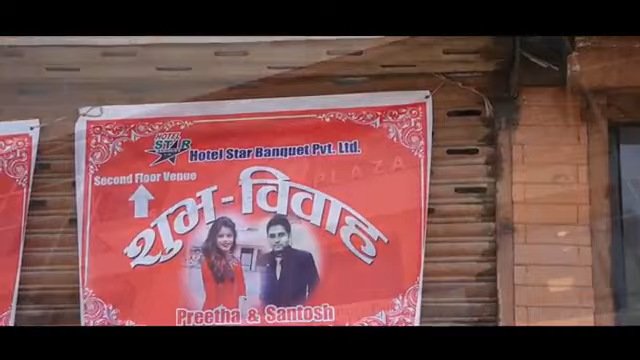 HOTEL
STAR
Hotel Star Banquet Pvt. Ltd.
PLAZA
Second Floor Venue
शुभ-विवाह
Preetha & Santosh